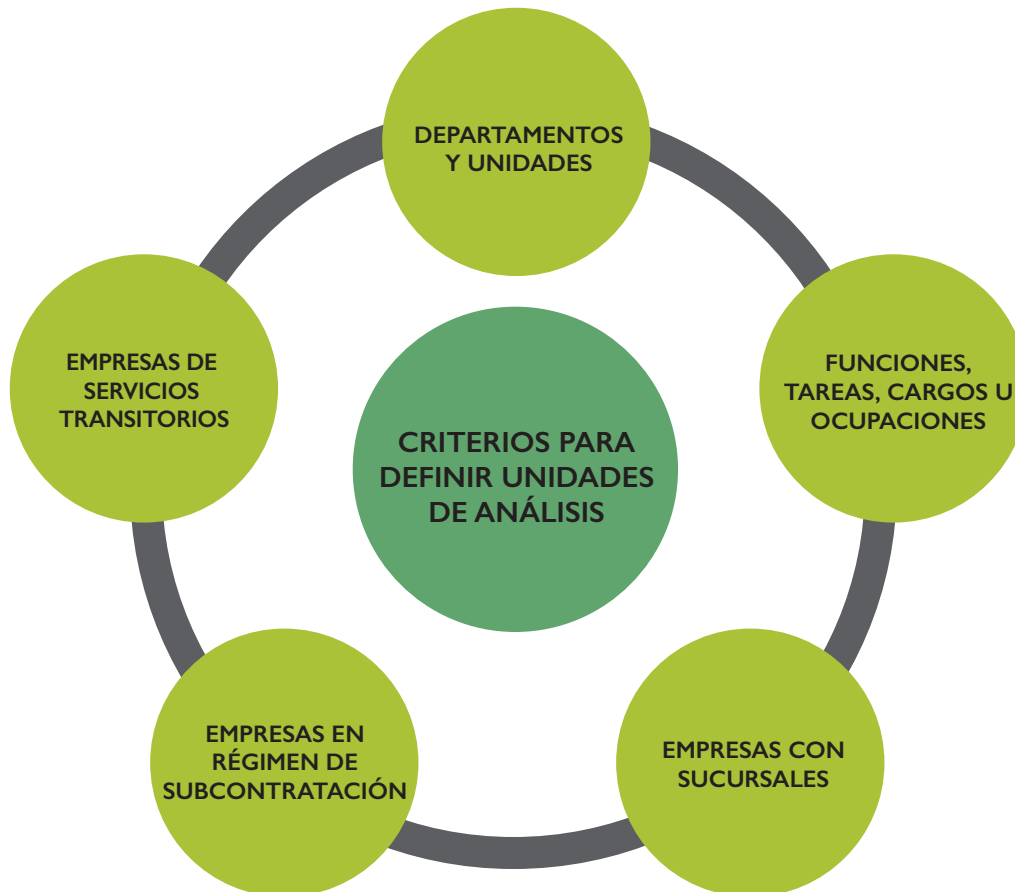 DEPARTAMENTOS
Y UNIDADES
FUNCIONES,
TAREAS, CARGOS U
OCUPACIONES
EMPRESAS CON
SUCURSALES
EMPRESAS EN
RÉGIMEN DE
SUBCONTRATACIÓN
EMPRESAS DE
SERVICIOS
TRANSITORIOS
CRITERIOS PARA
DEFINIR UNIDADES
DE ANÁLISIS